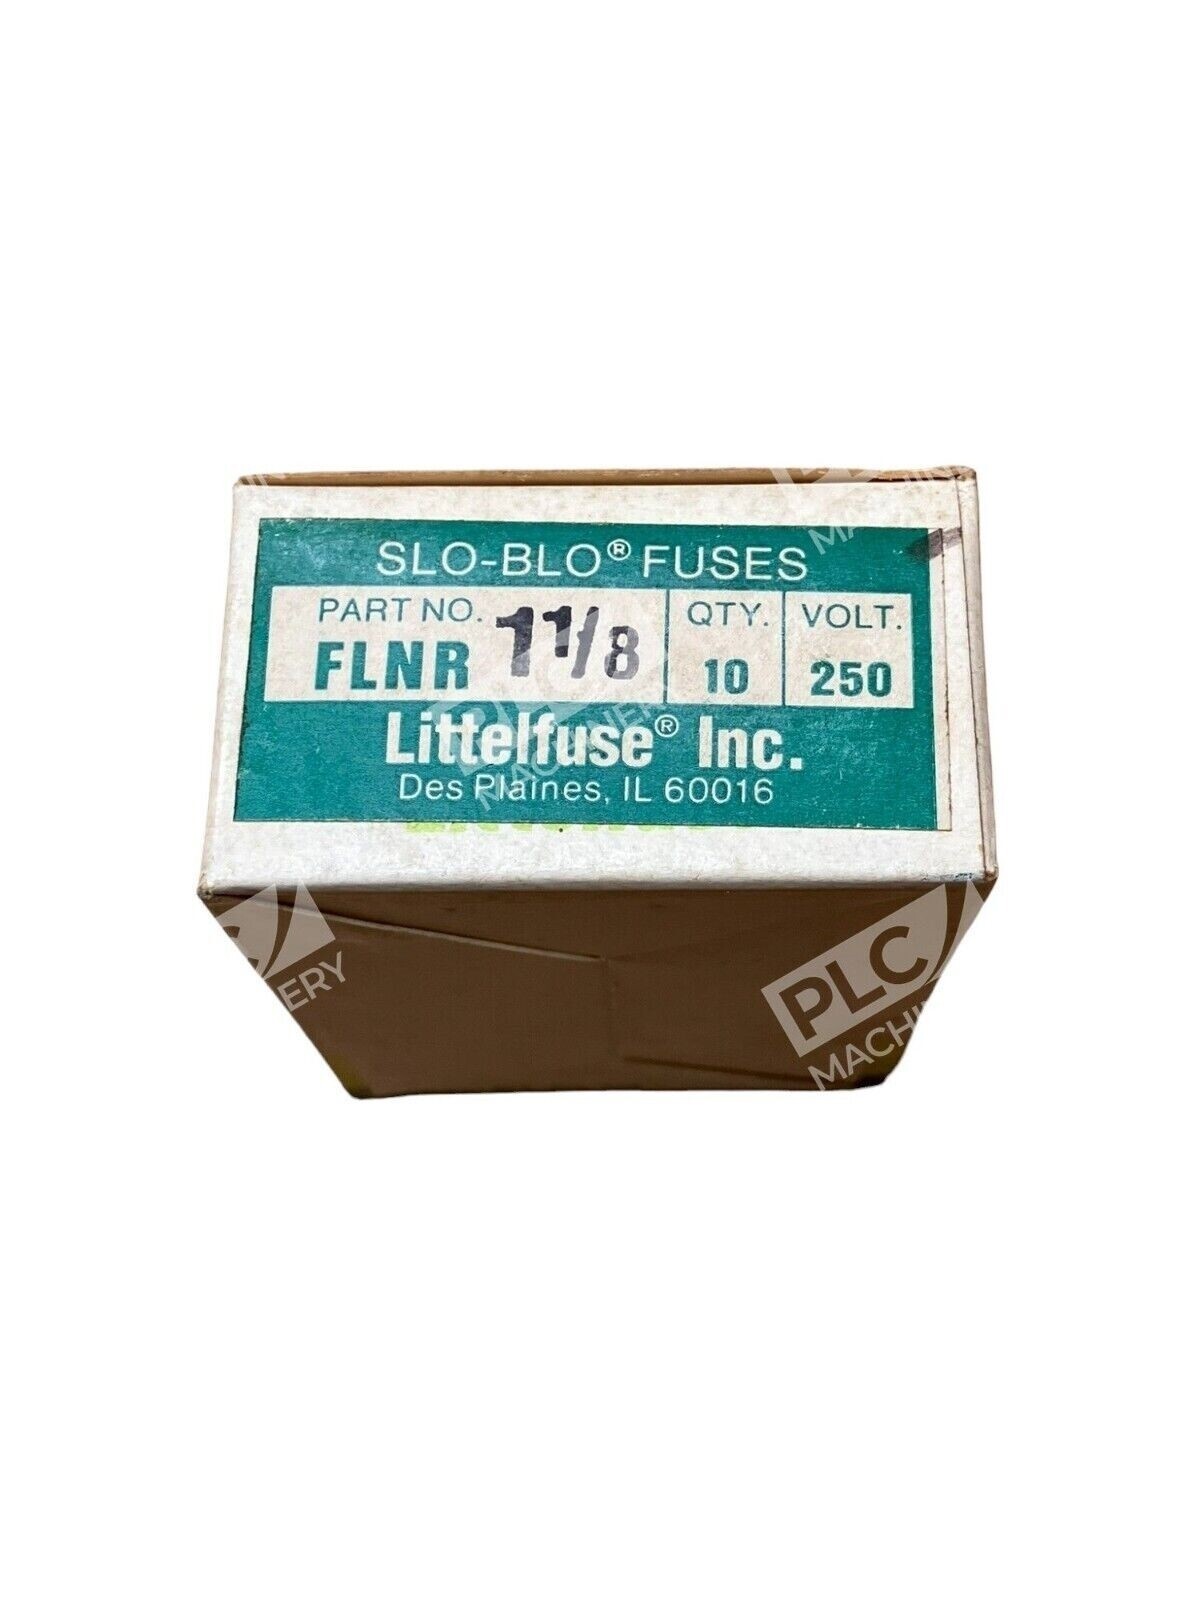 SLO-BLO® FUSES
PART NO. 1 1/8 QTY. VOLT.
FLNR 10 250
Littelfuse® Inc.
Des Plaines, IL 60016
PLC
MACHINERY